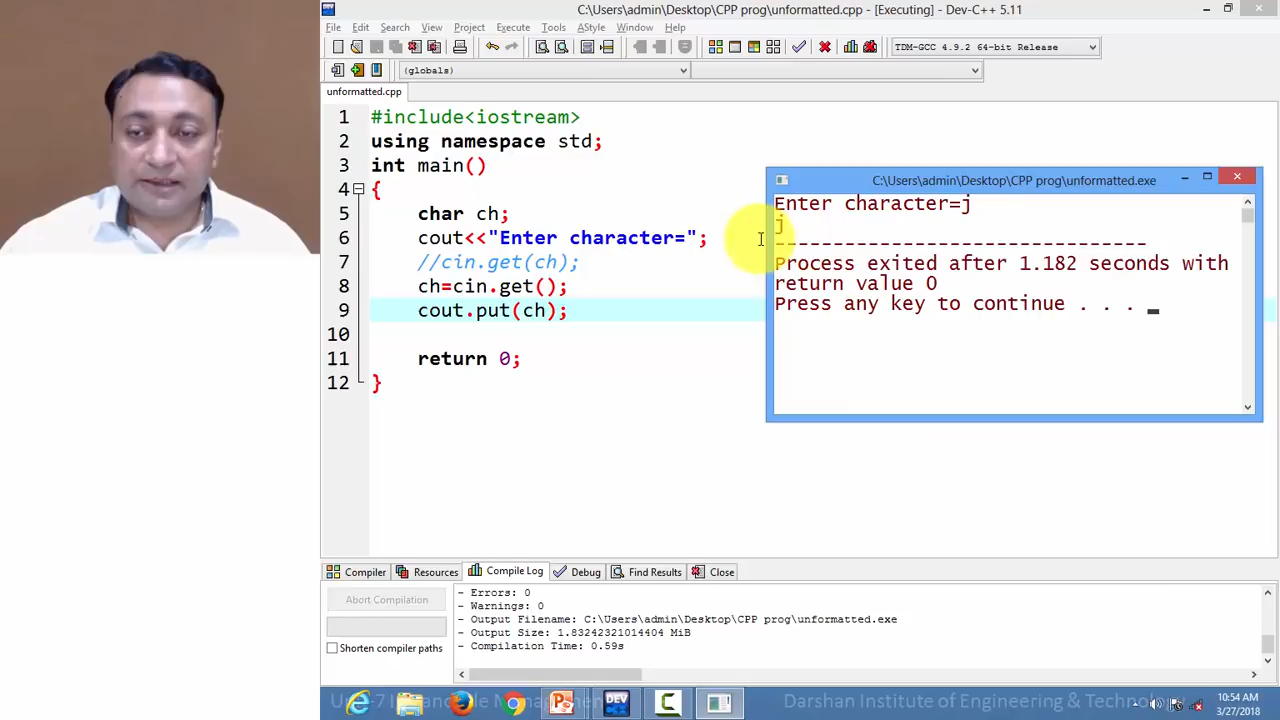 C:\Users\admin\Desktop\CPP prog\unformatted.cpp - [Executing] - Dev-C++ 5.11
File Edit Search View Project Execute Tools AStyle Window Help
TDM-GCC 4.9.2 64-bit Release
(globals)
unformatted.cpp
1 #include<iostream>
2 using namespace std;
3 int main()
4 {
5 char ch;
6 cout<<"Enter character=";
7 //cin.get(ch);
8 ch=cin.get();
9 cout.put(ch);
10
11 return 0;
12 }
C:\Users\admin\Desktop\CPP prog\unformatted.exe
Enter character=j
j
--------------------------------
Process exited after 1.182 seconds with
return value 0
Press any key to continue . . .
Compiler Resources Compile Log Debug Find Results Close
Abort Compilation
Shorten compiler paths
- Errors: 0
- Warnings: 0
- Output Filename: C:\Users\admin\Desktop\CPP prog\unformatted.exe
- Output Size: 1.83242321014404 MiB
- Compilation Time: 0.59s
DEV
Darshan Institute of Engineering & Technology
10:54 AM
3/27/2018